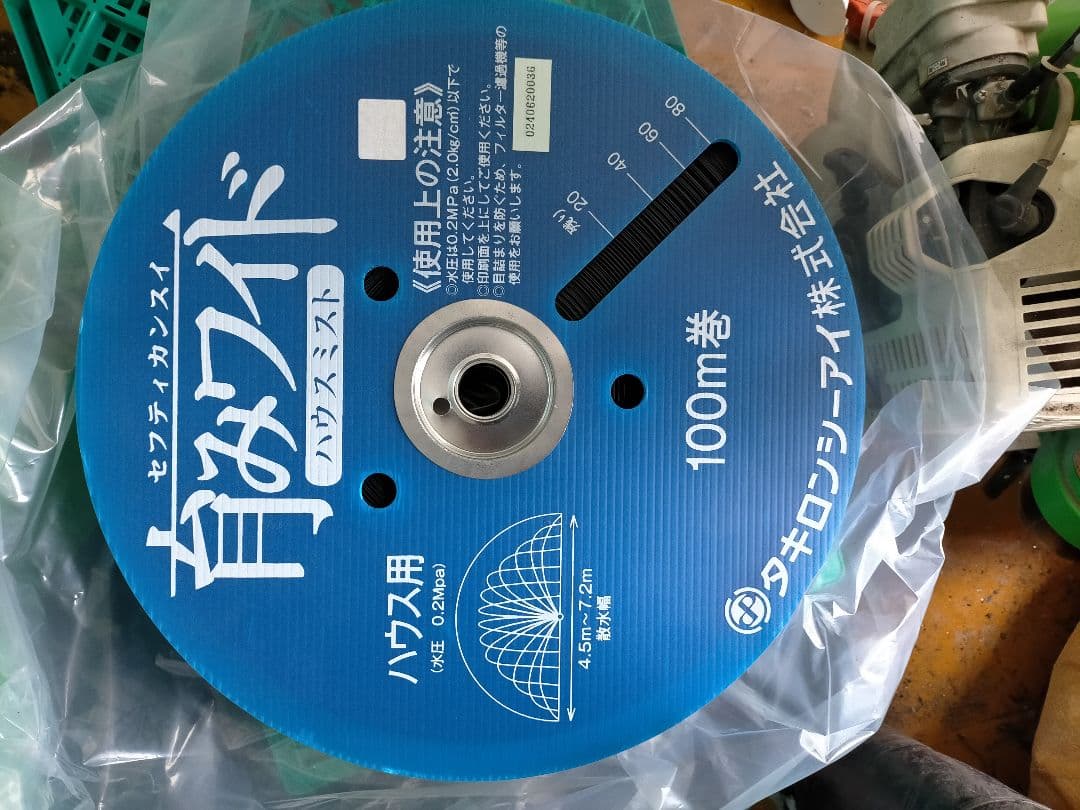 セフティカンスイ
育みワイド
ハウスミスト
《使用上の注意》
◎水圧は0.2MPa(2.0kg/cm²)以下で
使用してください。
◎印刷面を上にしてご使用ください。
◎目詰まりを防ぐため、フィルター濾過機等の
使用をお願いします。
0240620036
残り 20 40 60 80
ハウス用
(水圧 0.2Mpa)
4.5m～7.2m
散水幅
100m巻
タキロンシーアイ株式会社